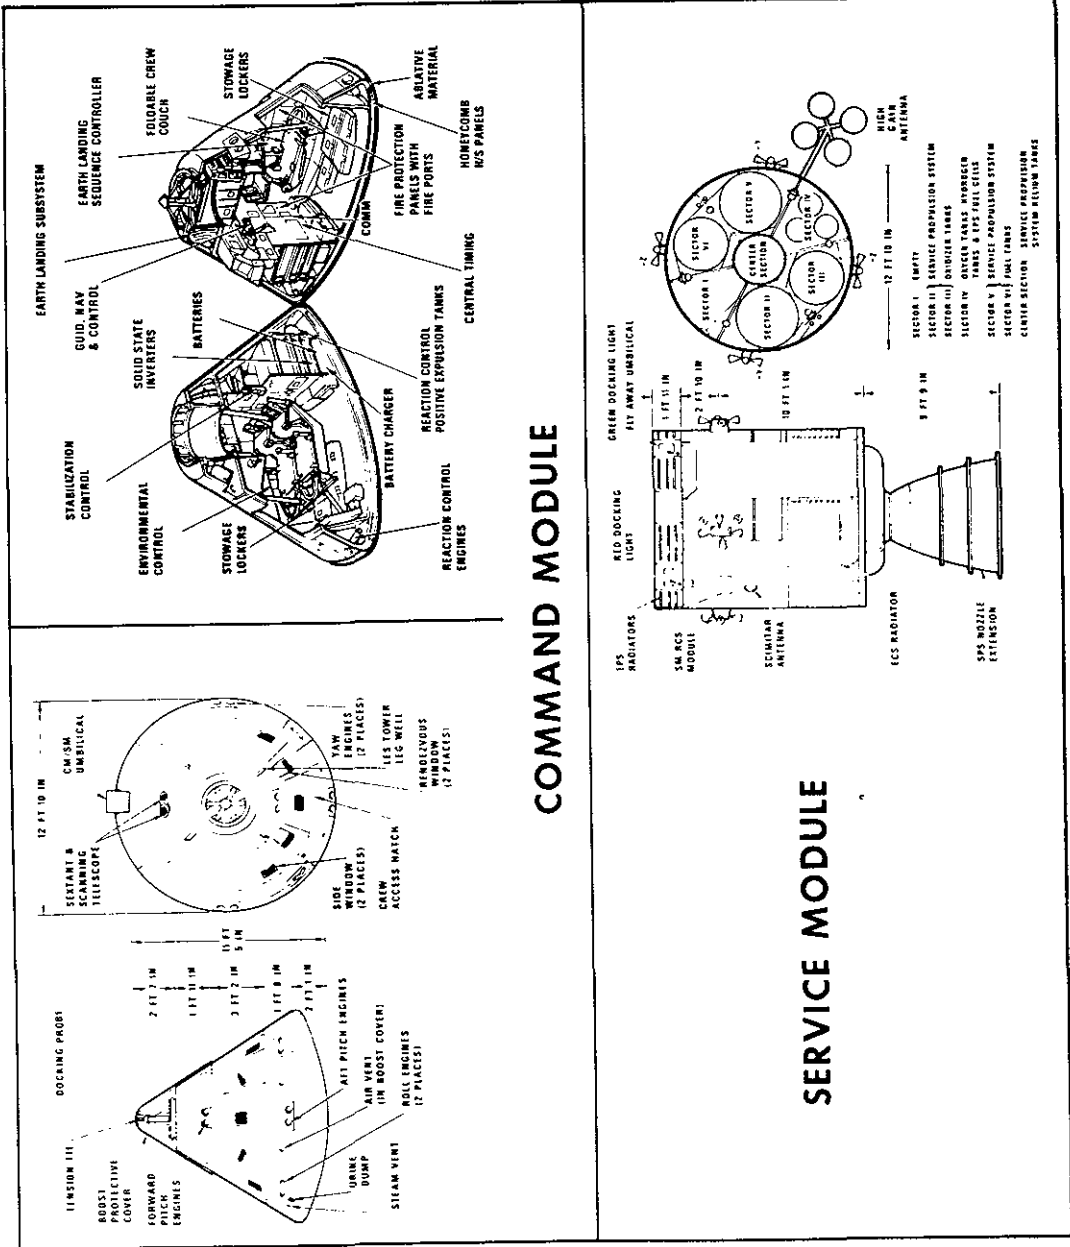 DOCKING PROBE
TENSION TIE
BOOST
PROTECTIVE
COVER
FORWARD
PITCH
ENGINES
2 FT 7 IN
1 FT 11 IN
3 FT 2 IN
1 FT 8 IN
2 FT 1 IN
11 FT
5 IN
AFT PITCH ENGINES
AIR VENT
(IN BOOST COVER)
ROLL ENGINES
(2 PLACES)
URINE
DUMP
STEAM VENT
12 FT 10 IN
SEXTANT &
SCANNING
TELESCOPE
CM/SM
UMBILICAL
SIDE
WINDOW
(2 PLACES)
CREW
ACCESS HATCH
YAW
ENGINES
(2 PLACES)
LES TOWER
LEG WELL
RENDEZVOUS
WINDOW
(2 PLACES)
EARTH LANDING SUBSYSTEM
EARTH LANDING
SEQUENCE CONTROLLER
FOLDABLE CREW
COUCH
STOWAGE
LOCKERS
GUID, NAV
& CONTROL
SOLID STATE
INVERTERS
BATTERIES
STABILIZATION
CONTROL
ENVIRONMENTAL
CONTROL
STOWAGE
LOCKERS
REACTION CONTROL
ENGINES
BATTERY CHARGER
REACTION CONTROL
POSITIVE EXPULSION TANKS
CENTRAL TIMING
COMM
FIRE PROTECTION
PANELS WITH
FIRE PORTS
HONEYCOMB
H/S PANELS
ABLATIVE
MATERIAL
COMMAND MODULE
EPS
RADIATORS
RED DOCKING
LIGHT
GREEN DOCKING LIGHT
FLY AWAY UMBILICAL
SM RCS
MODULE
SCIMITAR
ANTENNA
1 FT 11 IN
2 FT 10 IN
10 FT 1 IN
9 FT 9 IN
ECS RADIATOR
SPS NOZZLE
EXTENSION
SECTOR I
SECTOR II
SECTOR III
SECTOR IV
SECTOR V
SECTOR VI
CENTER
SECTION
HIGH
GAIN
ANTENNA
12 FT 10 IN
SECTOR I EMPTY
SECTOR II } SERVICE PROPULSION SYSTEM
SECTOR III } OXIDIZER TANKS
SECTOR IV OXYGEN TANKS HYDROGEN
TANKS & EPS FUEL CELLS
SECTOR V } SERVICE PROPULSION SYSTEM
SECTOR VI } FUEL TANKS
CENTER SECTION SERVICE PROPULSION
SYSTEM HELIUM TANKS
SERVICE MODULE